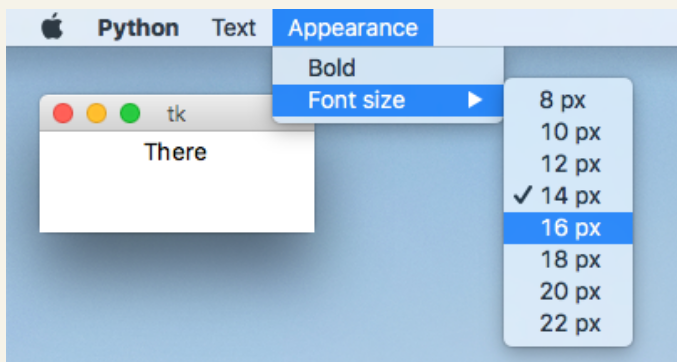 Python Text Appearance
Bold
Font size
tk
There
8 px
10 px
12 px
✓ 14 px
16 px
18 px
20 px
22 px